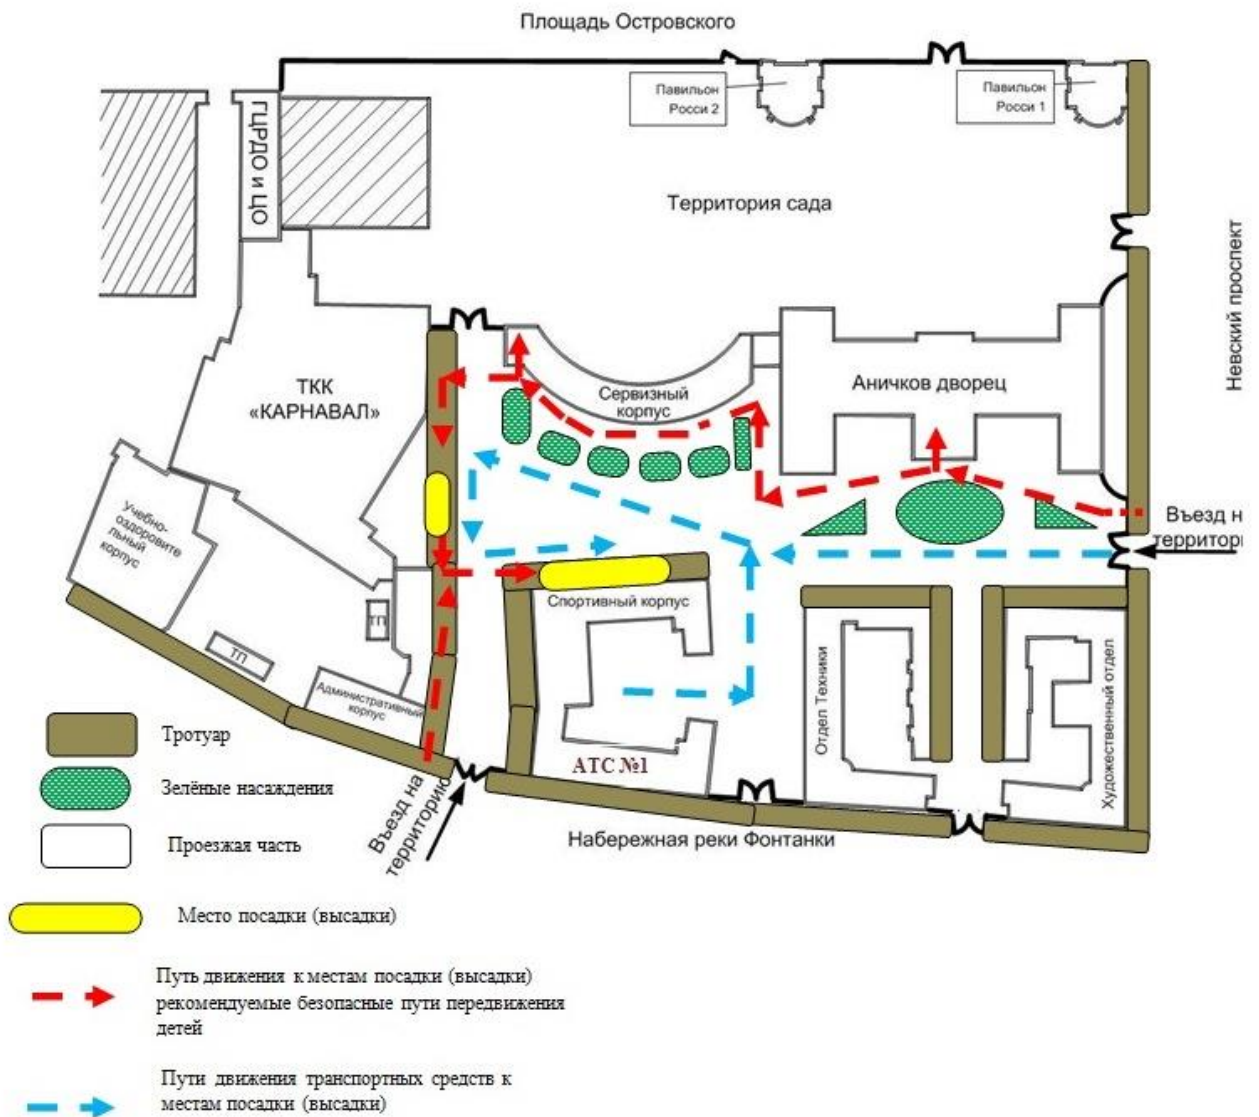 Площадь Островского
Павильон
Росси 2
Павильон
Росси 1
ГЦРДО и ЦО
Территория сада
Невский проспект
ТКК
«КАРНАВАЛ»
Сервизный
корпус
Аничков дворец
Учебно-
оздоровите
льный
корпус
Въезд н
территори
Спортивный корпус
ТП
ТП
Административный
корпус
Отдел Техники
Художественный отдел
АТС №1
Въезд на
территорию
Набережная реки Фонтанки
Тротуар
Зелёные насаждения
Проезжая часть
Место посадки (высадки)
Путь движения к местам посадки (высадки)
рекомендуемые безопасные пути передвижения
детей
Пути движения транспортных средств к
местам посадки (высадки)